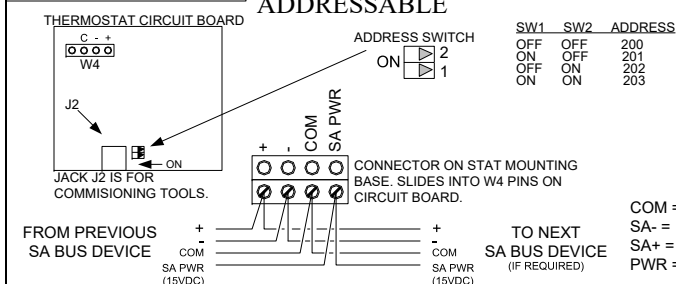 ADDRESSABLE
THERMOSTAT CIRCUIT BOARD
C - +
W4
J2
ON
JACK J2 IS FOR
COMMISIONING TOOLS.
ADDRESS SWITCH
ON
2
1
SW1 SW2 ADDRESS
OFF OFF 200
ON OFF 201
OFF ON 202
ON ON 203
+ - COM SA PWR
CONNECTOR ON STAT MOUNTING
BASE. SLIDES INTO W4 PINS ON
CIRCUIT BOARD.
FROM PREVIOUS
SA BUS DEVICE
+
-
COM
SA PWR
(15VDC)
+
-
COM
SA PWR
(15VDC)
TO NEXT
SA BUS DEVICE
(IF REQUIRED)
COM =
SA- =
SA+ =
PWR =